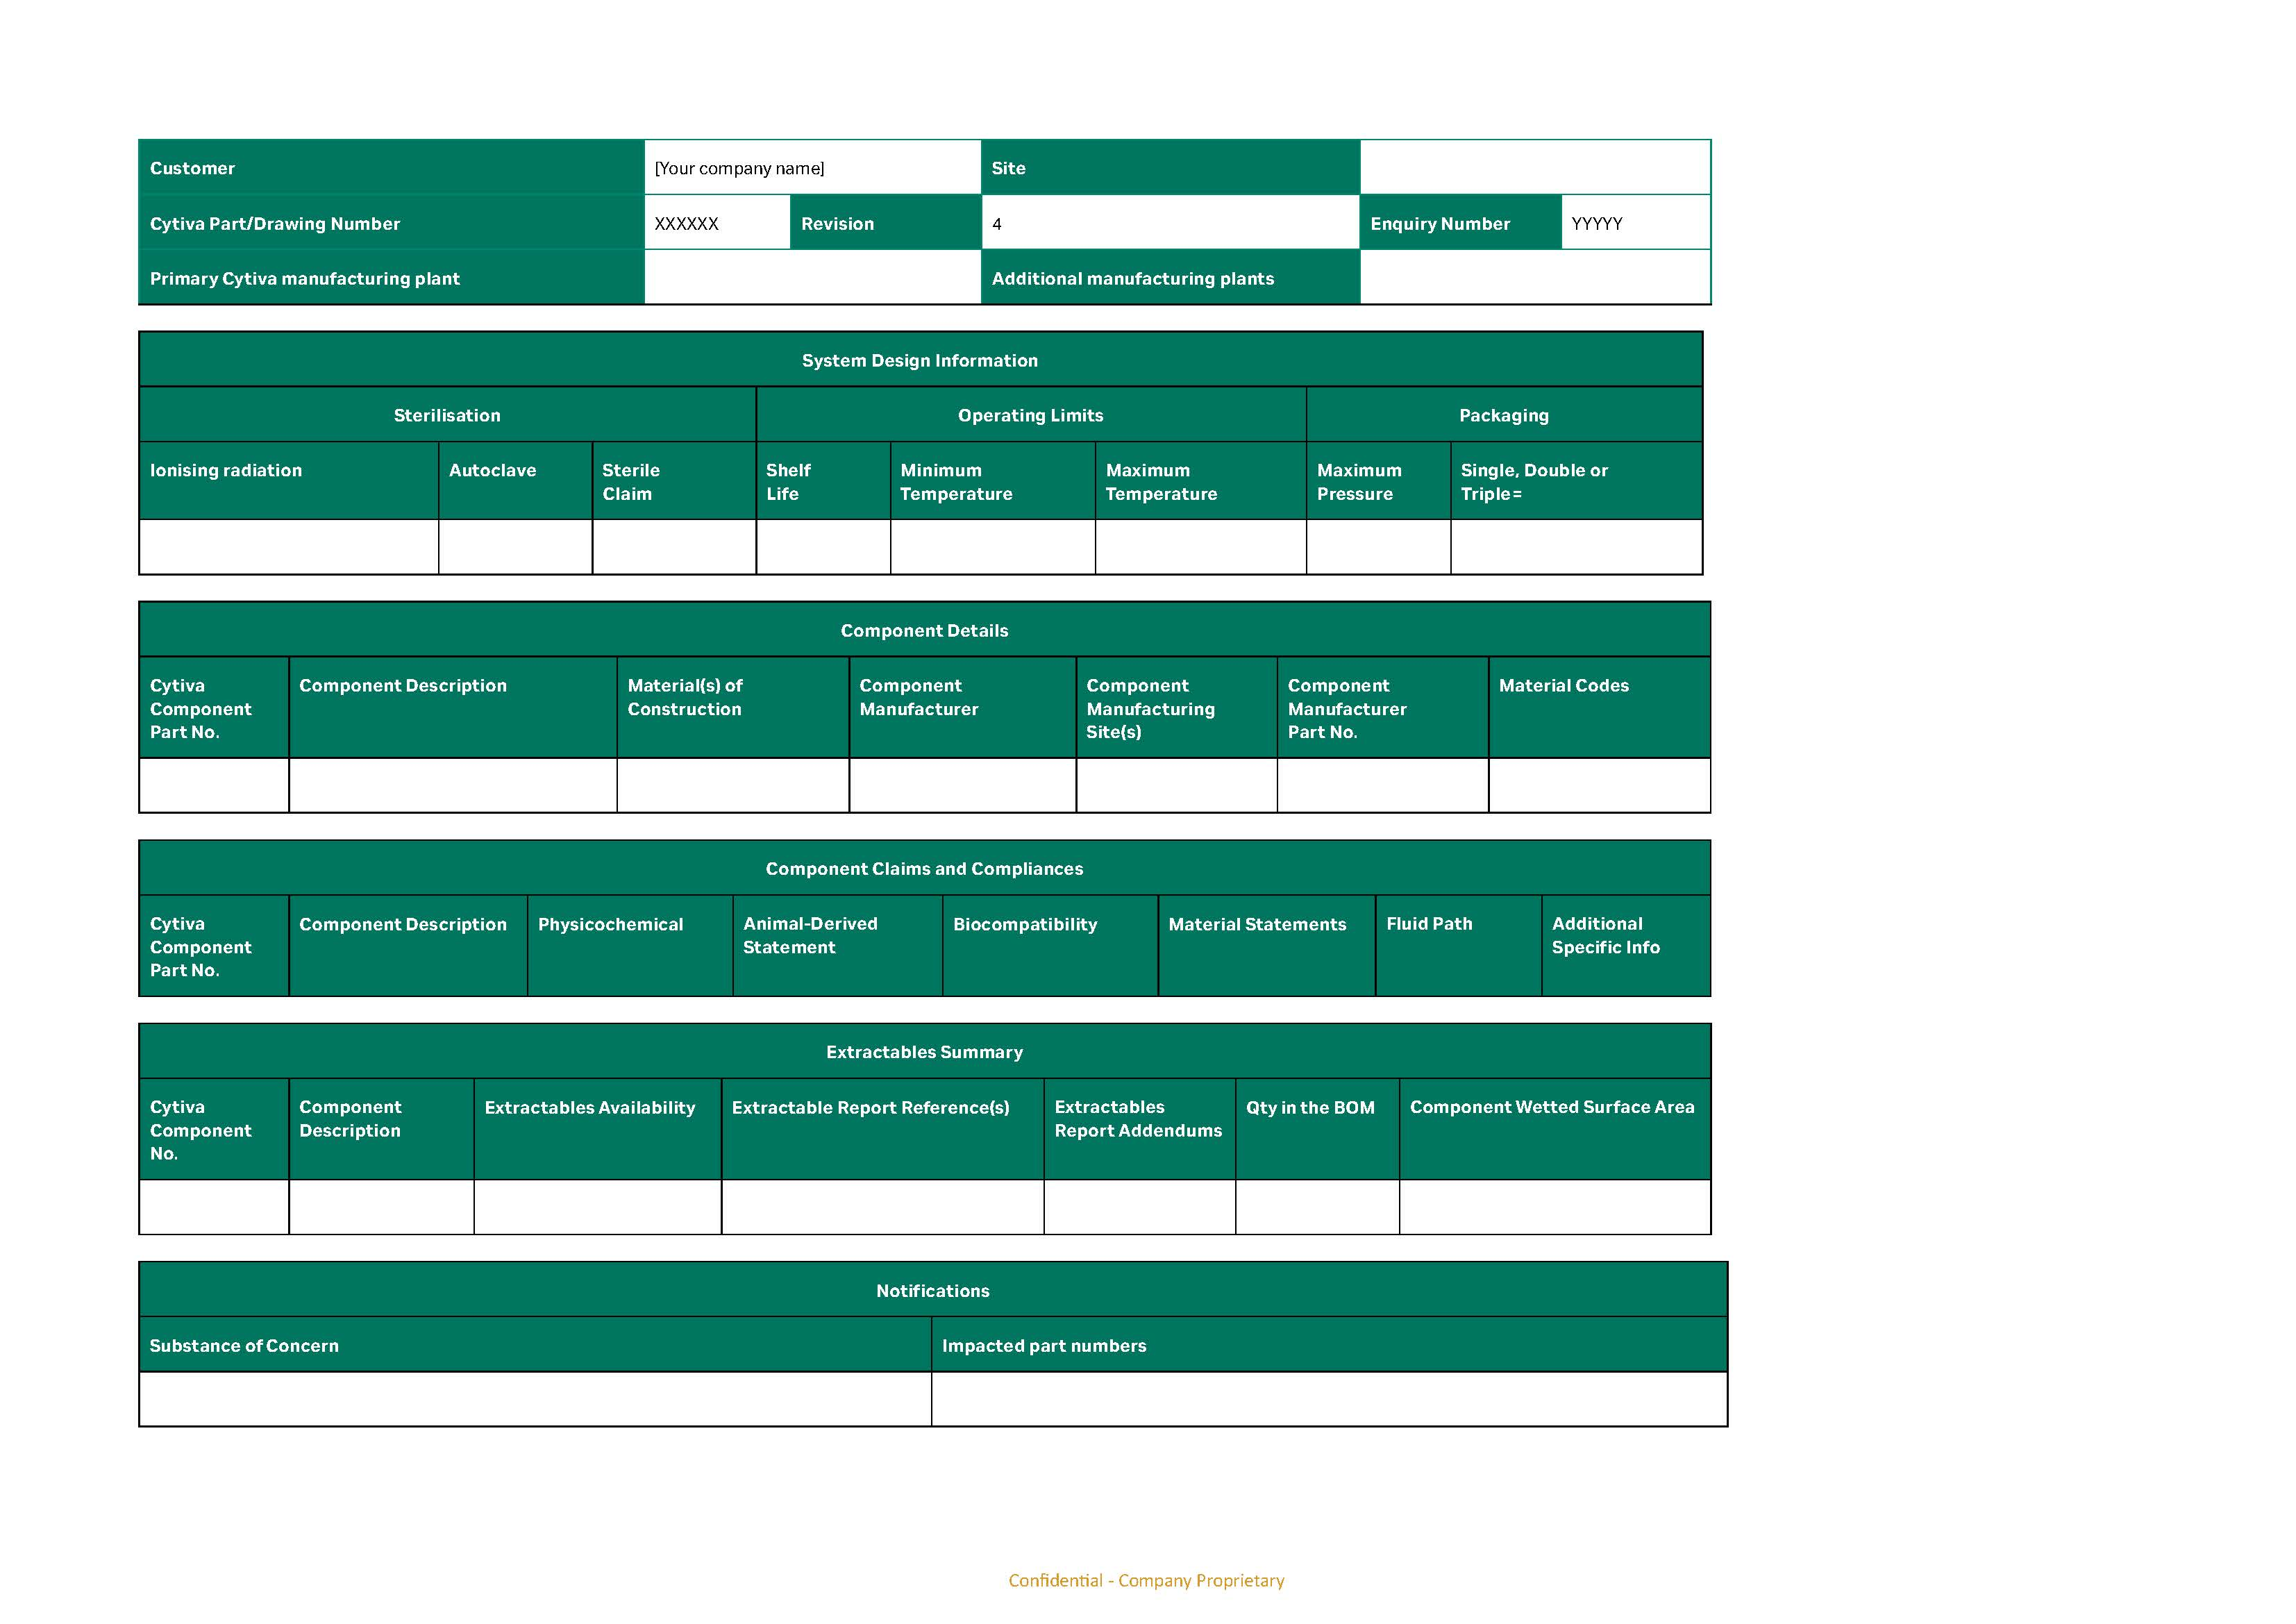 Customer [Your company name] Site
Cytiva Part/Drawing Number XXXXXX Revision 4 Enquiry Number YYYYY
Primary Cytiva manufacturing plant Additional manufacturing plants
System Design Information
Sterilisation Operating Limits Packaging
Ionising radiation Autoclave Sterile Claim Shelf Life Minimum Temperature Maximum Temperature Maximum Pressure Single, Double or Triple=
Component Details
Cytiva Component Part No. Component Description Material(s) of Construction Component Manufacturer Component Manufacturing Site(s) Component Manufacturer Part No. Material Codes
Component Claims and Compliances
Cytiva Component Part No. Component Description Physicochemical Animal-Derived Statement Biocompatibility Material Statements Fluid Path Additional Specific Info
Extractables Summary
Cytiva Component No. Component Description Extractables Availability Extractable Report Reference(s) Extractables Report Addendums Qty in the BOM Component Wetted Surface Area
Notifications
Substance of Concern Impacted part numbers
Confidential - Company Proprietary